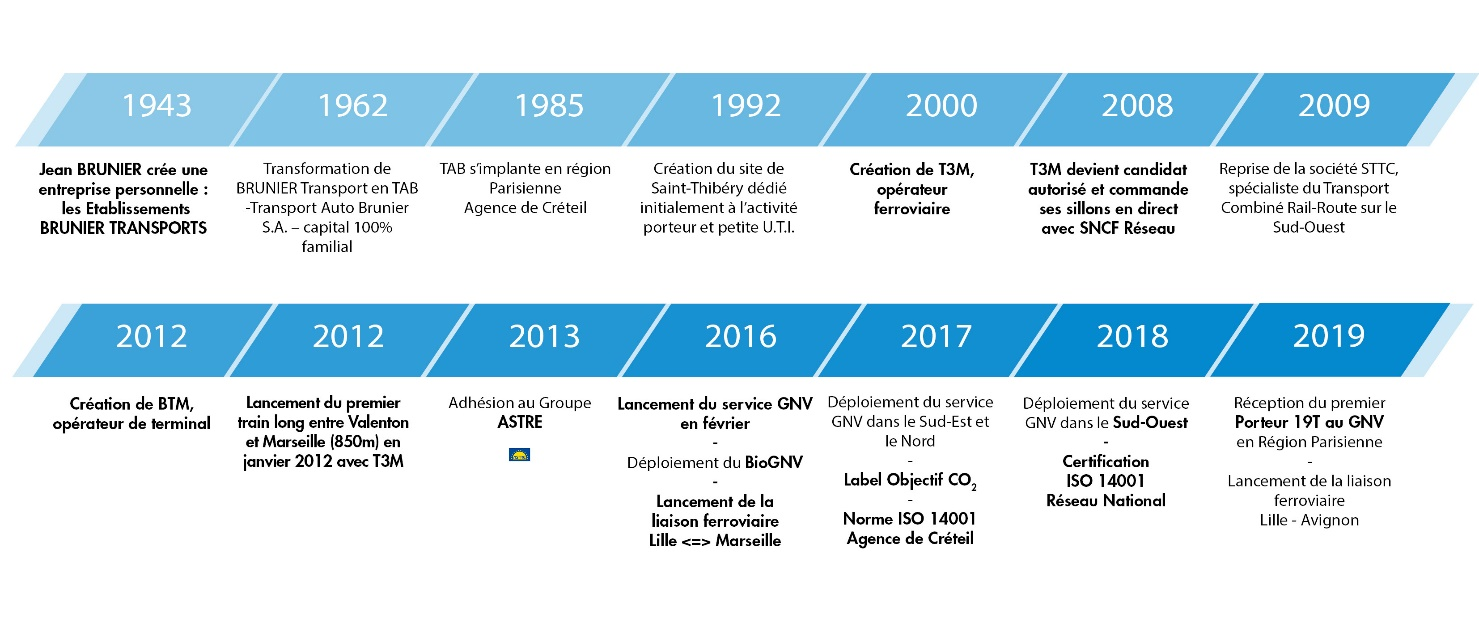 1943
Jean BRUNIER crée une
entreprise personnelle :
les Etablissements
BRUNIER TRANSPORTS
1962
Transformation de
BRUNIER Transport en TAB
-Transport Auto Brunier
S.A. – capital 100%
familial
1985
TAB s’implante en région
Parisienne
Agence de Créteil
1992
Création du site de
Saint-Thibéry dédié
initialement à l’activité
porteur et petite U.T.I.
2000
Création de T3M,
opérateur
ferroviaire
2008
T3M devient candidat
autorisé et commande
ses sillons en direct
avec SNCF Réseau
2009
Reprise de la société STTC,
spécialiste du Transport
Combiné Rail-Route sur le
Sud-Ouest
2012
Création de BTM,
opérateur de terminal
2012
Lancement du premier
train long entre Valenton
et Marseille (850m) en
janvier 2012 avec T3M
2013
Adhésion au Groupe
ASTRE
2016
Lancement du service GNV
en février
-
Déploiement du BioGNV
-
Lancement de la
liaison ferroviaire
Lille <=> Marseille
2017
Déploiement du service
GNV dans le Sud-Est et
le Nord
-
Label Objectif CO2
-
Norme ISO 14001
Agence de Créteil
2018
Déploiement du service
GNV dans le Sud-Ouest
-
Certification
ISO 14001
Réseau National
2019
Réception du premier
Porteur 19T au GNV
en Région Parisienne
-
Lancement de la liaison
ferroviaire
Lille - Avignon